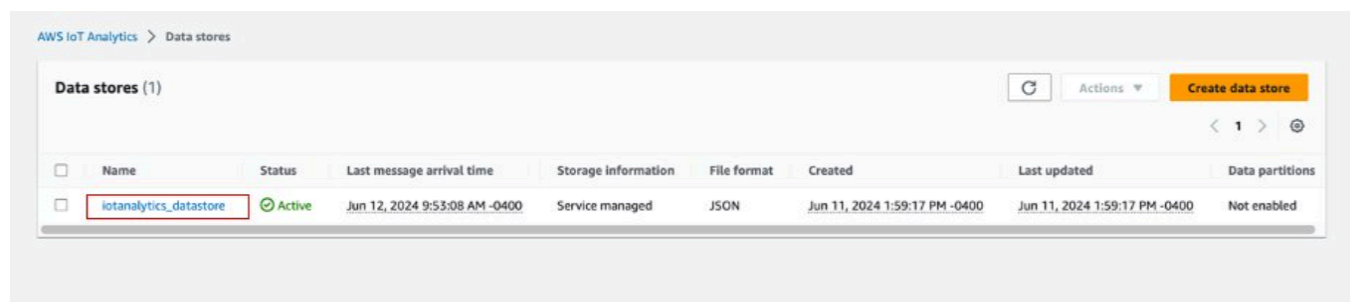 AWS IoT Analytics > Data stores
Data stores (1)
Actions
Create data store
< 1 >
Name Status Last message arrival time Storage information File format Created Last updated Data partitions
iotanalytics_datastore Active Jun 12, 2024 9:53:08 AM -0400 Service managed JSON Jun 11, 2024 1:59:17 PM -0400 Jun 11, 2024 1:59:17 PM -0400 Not enabled